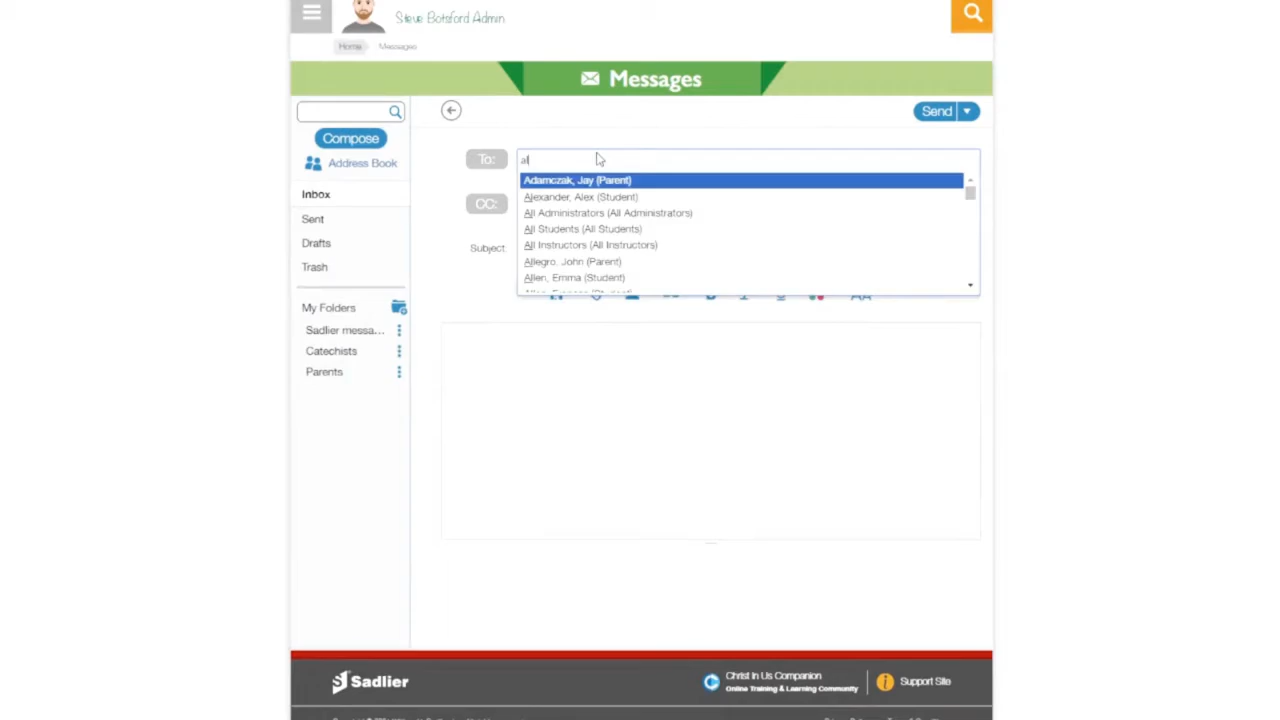 Steve Botsford Admin
Home Messages
Messages
Send
Compose
Address Book
To: al
Adamczak, Jay (Parent)
Alexander, Alex (Student)
All Administrators (All Administrators)
All Students (All Students)
All Instructors (All Instructors)
Allegro, John (Parent)
Allen, Emma (Student)
CC:
Subject:
Inbox
Sent
Drafts
Trash
My Folders
Sadlier messa...
Catechists
Parents
Sadlier
Christ In Us Companion
Online Training & Learning Community
Support Site